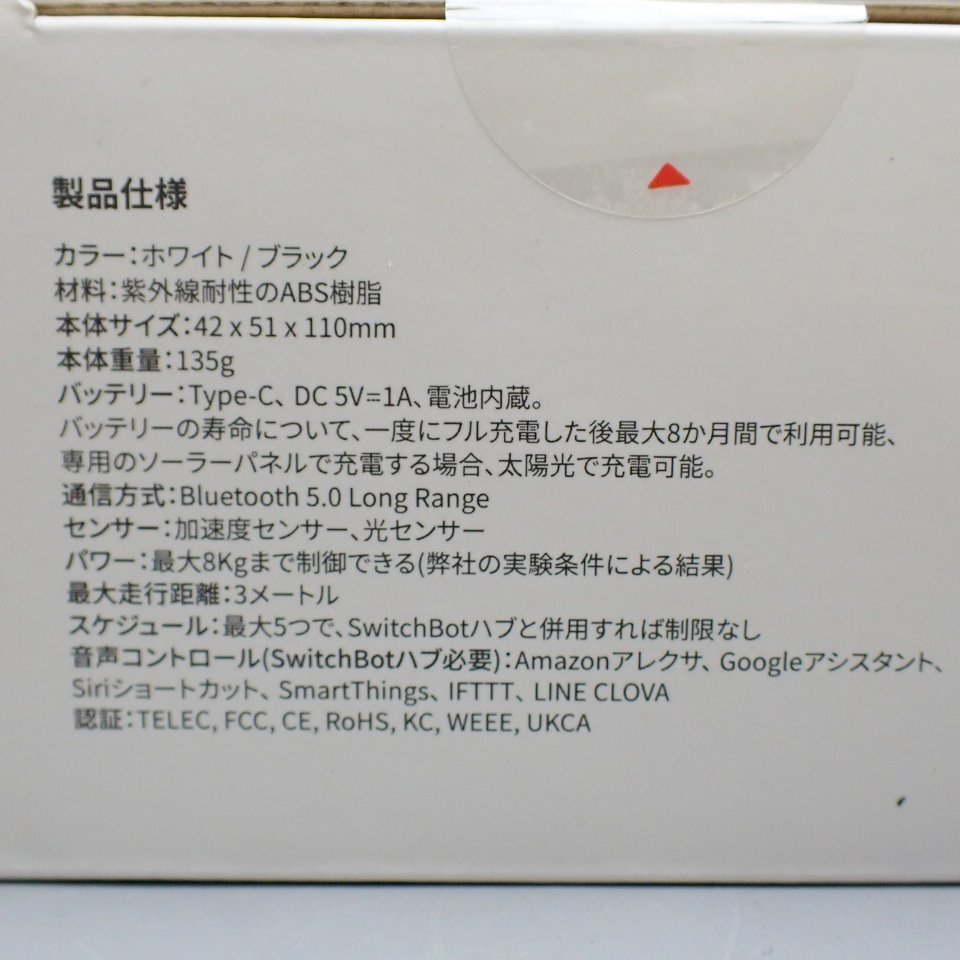 製品仕様
カラー：ホワイト / ブラック
材料：紫外線耐性のABS樹脂
本体サイズ：42 x 51 x 110mm
本体重量：135g
バッテリー：Type-C、DC 5V⎓1A、電池内蔵。
バッテリーの寿命について、一度にフル充電した後最大8か月間で利用可能、
専用のソーラーパネルで充電する場合、太陽光で充電可能。
通信方式：Bluetooth 5.0 Long Range
センサー：加速度センサー、光センサー
パワー：最大8Kgまで制御できる(弊社の実験条件による結果)
最大走行距離：3メートル
スケジュール：最大5つで、SwitchBotハブと併用すれば制限なし
音声コントロール(SwitchBotハブ必要)：Amazonアレクサ、Googleアシスタント、
Siriショートカット、SmartThings、IFTTT、LINE CLOVA
認証：TELEC, FCC, CE, RoHS, KC, WEEE, UKCA